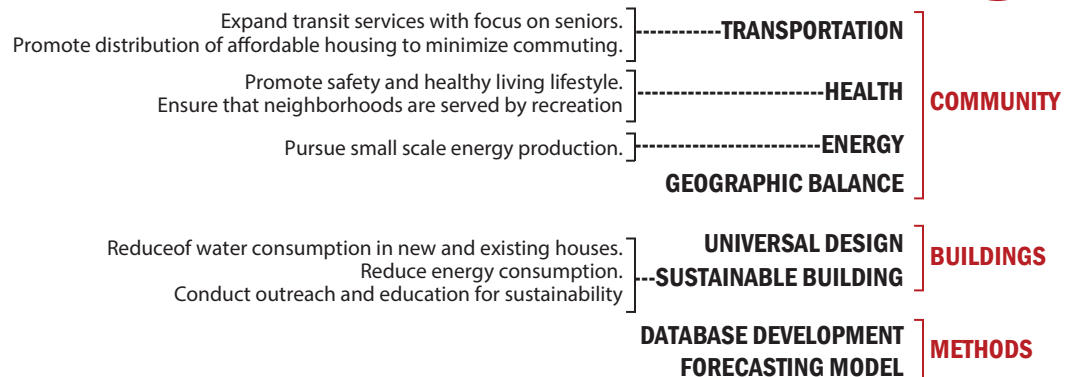 Expand transit services with focus on seniors.
Promote distribution of affordable housing to minimize commuting.
TRANSPORTATION
Promote safety and healthy living lifestyle.
Ensure that neighborhoods are served by recreation
HEALTH
Pursue small scale energy production.
ENERGY
GEOGRAPHIC BALANCE
COMMUNITY
Reduceof water consumption in new and existing houses.
Reduce energy consumption.
Conduct outreach and education for sustainability
UNIVERSAL DESIGN
SUSTAINABLE BUILDING
BUILDINGS
DATABASE DEVELOPMENT
FORECASTING MODEL
METHODS